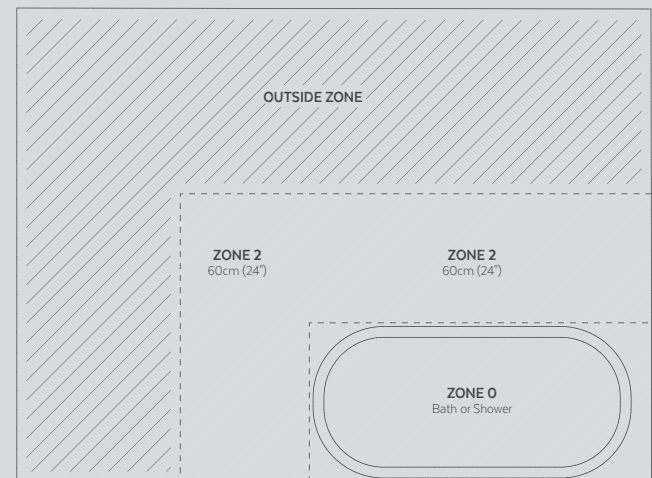 OUTSIDE ZONE
ZONE 2
60cm (24")
ZONE 2
60cm (24")
ZONE 0
Bath or Shower